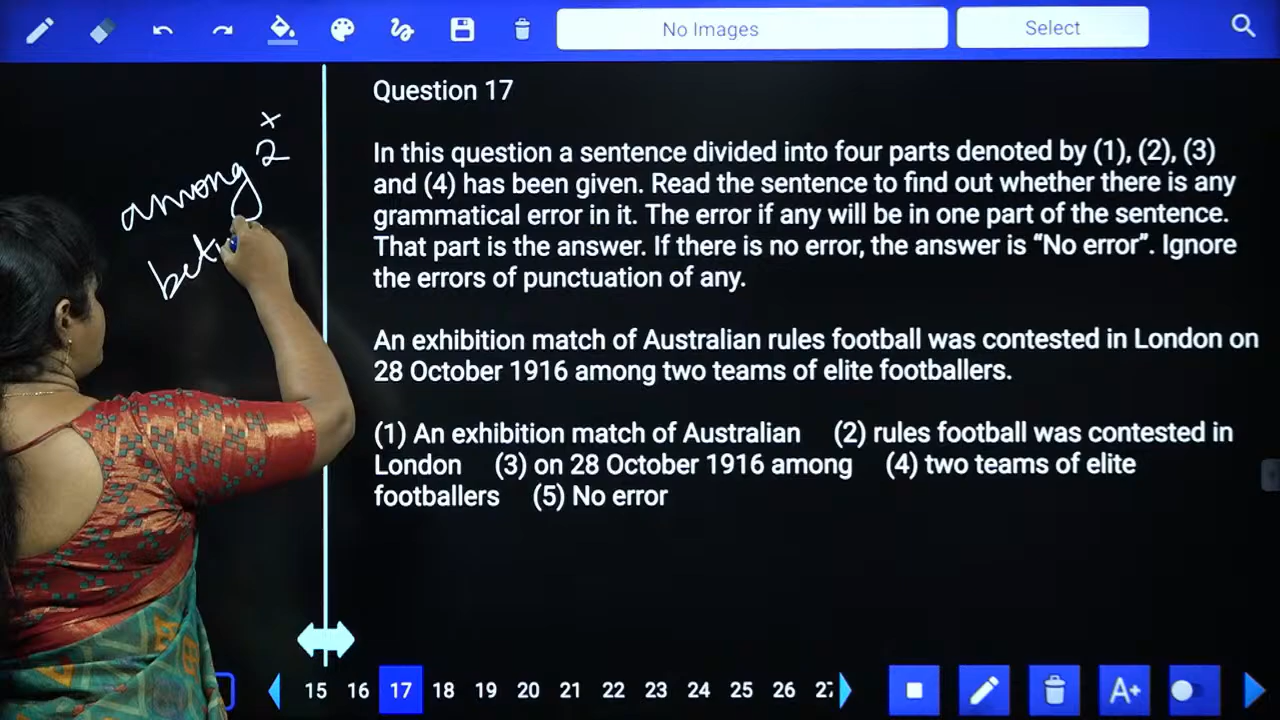 No Images
Select
Question 17
In this question a sentence divided into four parts denoted by (1), (2), (3)
and (4) has been given. Read the sentence to find out whether there is any
grammatical error in it. The error if any will be in one part of the sentence.
That part is the answer. If there is no error, the answer is “No error”. Ignore
the errors of punctuation of any.
An exhibition match of Australian rules football was contested in London on
28 October 1916 among two teams of elite footballers.
(1) An exhibition match of Australian (2) rules football was contested in
London (3) on 28 October 1916 among (4) two teams of elite
footballers (5) No error
x
among 2
bet
15 16 17 18 19 20 21 22 23 24 25 26
A+